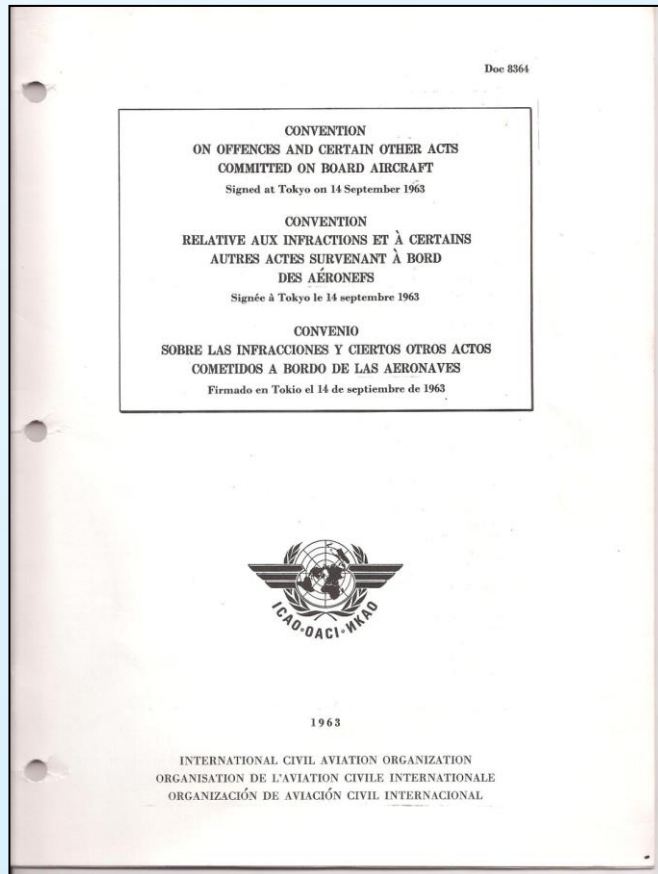 Doc 8364
CONVENTION
ON OFFENCES AND CERTAIN OTHER ACTS
COMMITTED ON BOARD AIRCRAFT
Signed at Tokyo on 14 September 1963
CONVENTION
RELATIVE AUX INFRACTIONS ET À CERTAINS
AUTRES ACTES SURVENANT À BORD
DES AÉRONEFS
Signée à Tokyo le 14 septembre 1963
CONVENIO
SOBRE LAS INFRACCIONES Y CIERTOS OTROS ACTOS
COMETIDOS A BORDO DE LAS AERONAVES
Firmado en Tokio el 14 de septiembre de 1963
ICAO·OACI·ИКАО
1963
INTERNATIONAL CIVIL AVIATION ORGANIZATION
ORGANISATION DE L'AVIATION CIVILE INTERNATIONALE
ORGANIZACIÓN DE AVIACIÓN CIVIL INTERNACIONAL